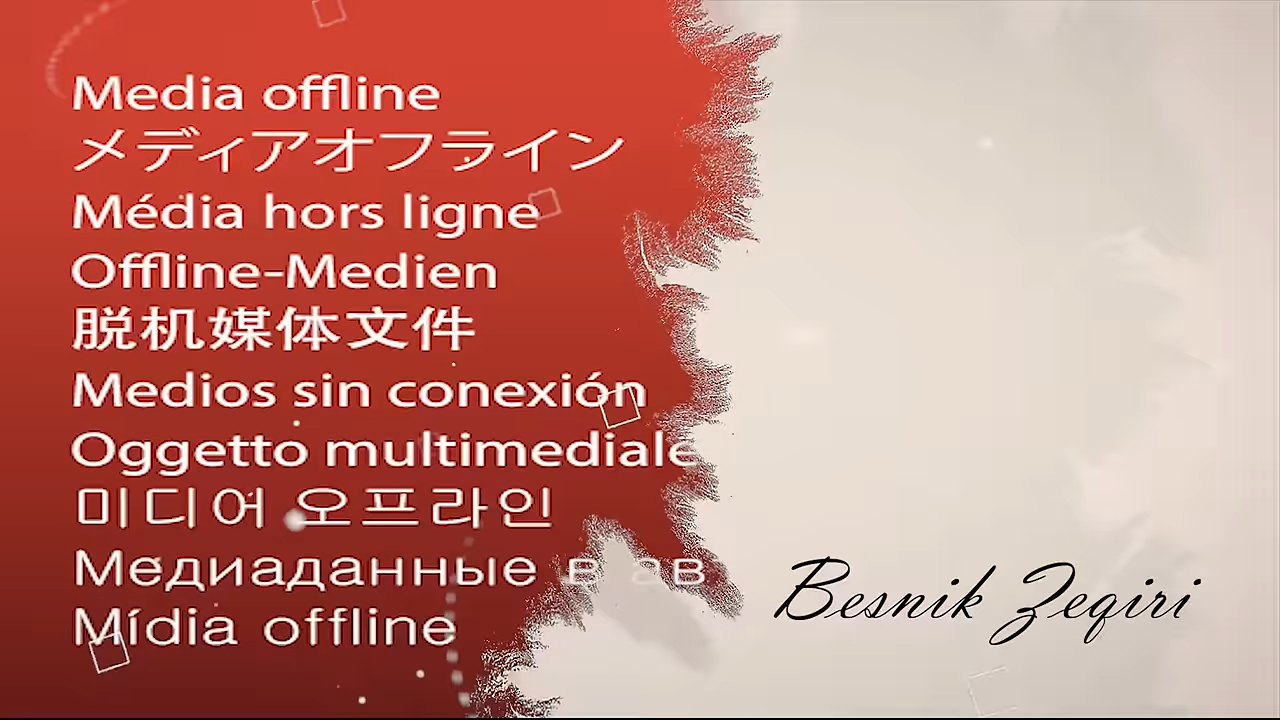 Media offline
メディアオフライン
Média hors ligne
Offline-Medien
脱机媒体文件
Medios sin conexión
Oggetto multimediale
미디어 오프라인
Медиаданные в ав
Mídia offline
Besnik Zeqiri